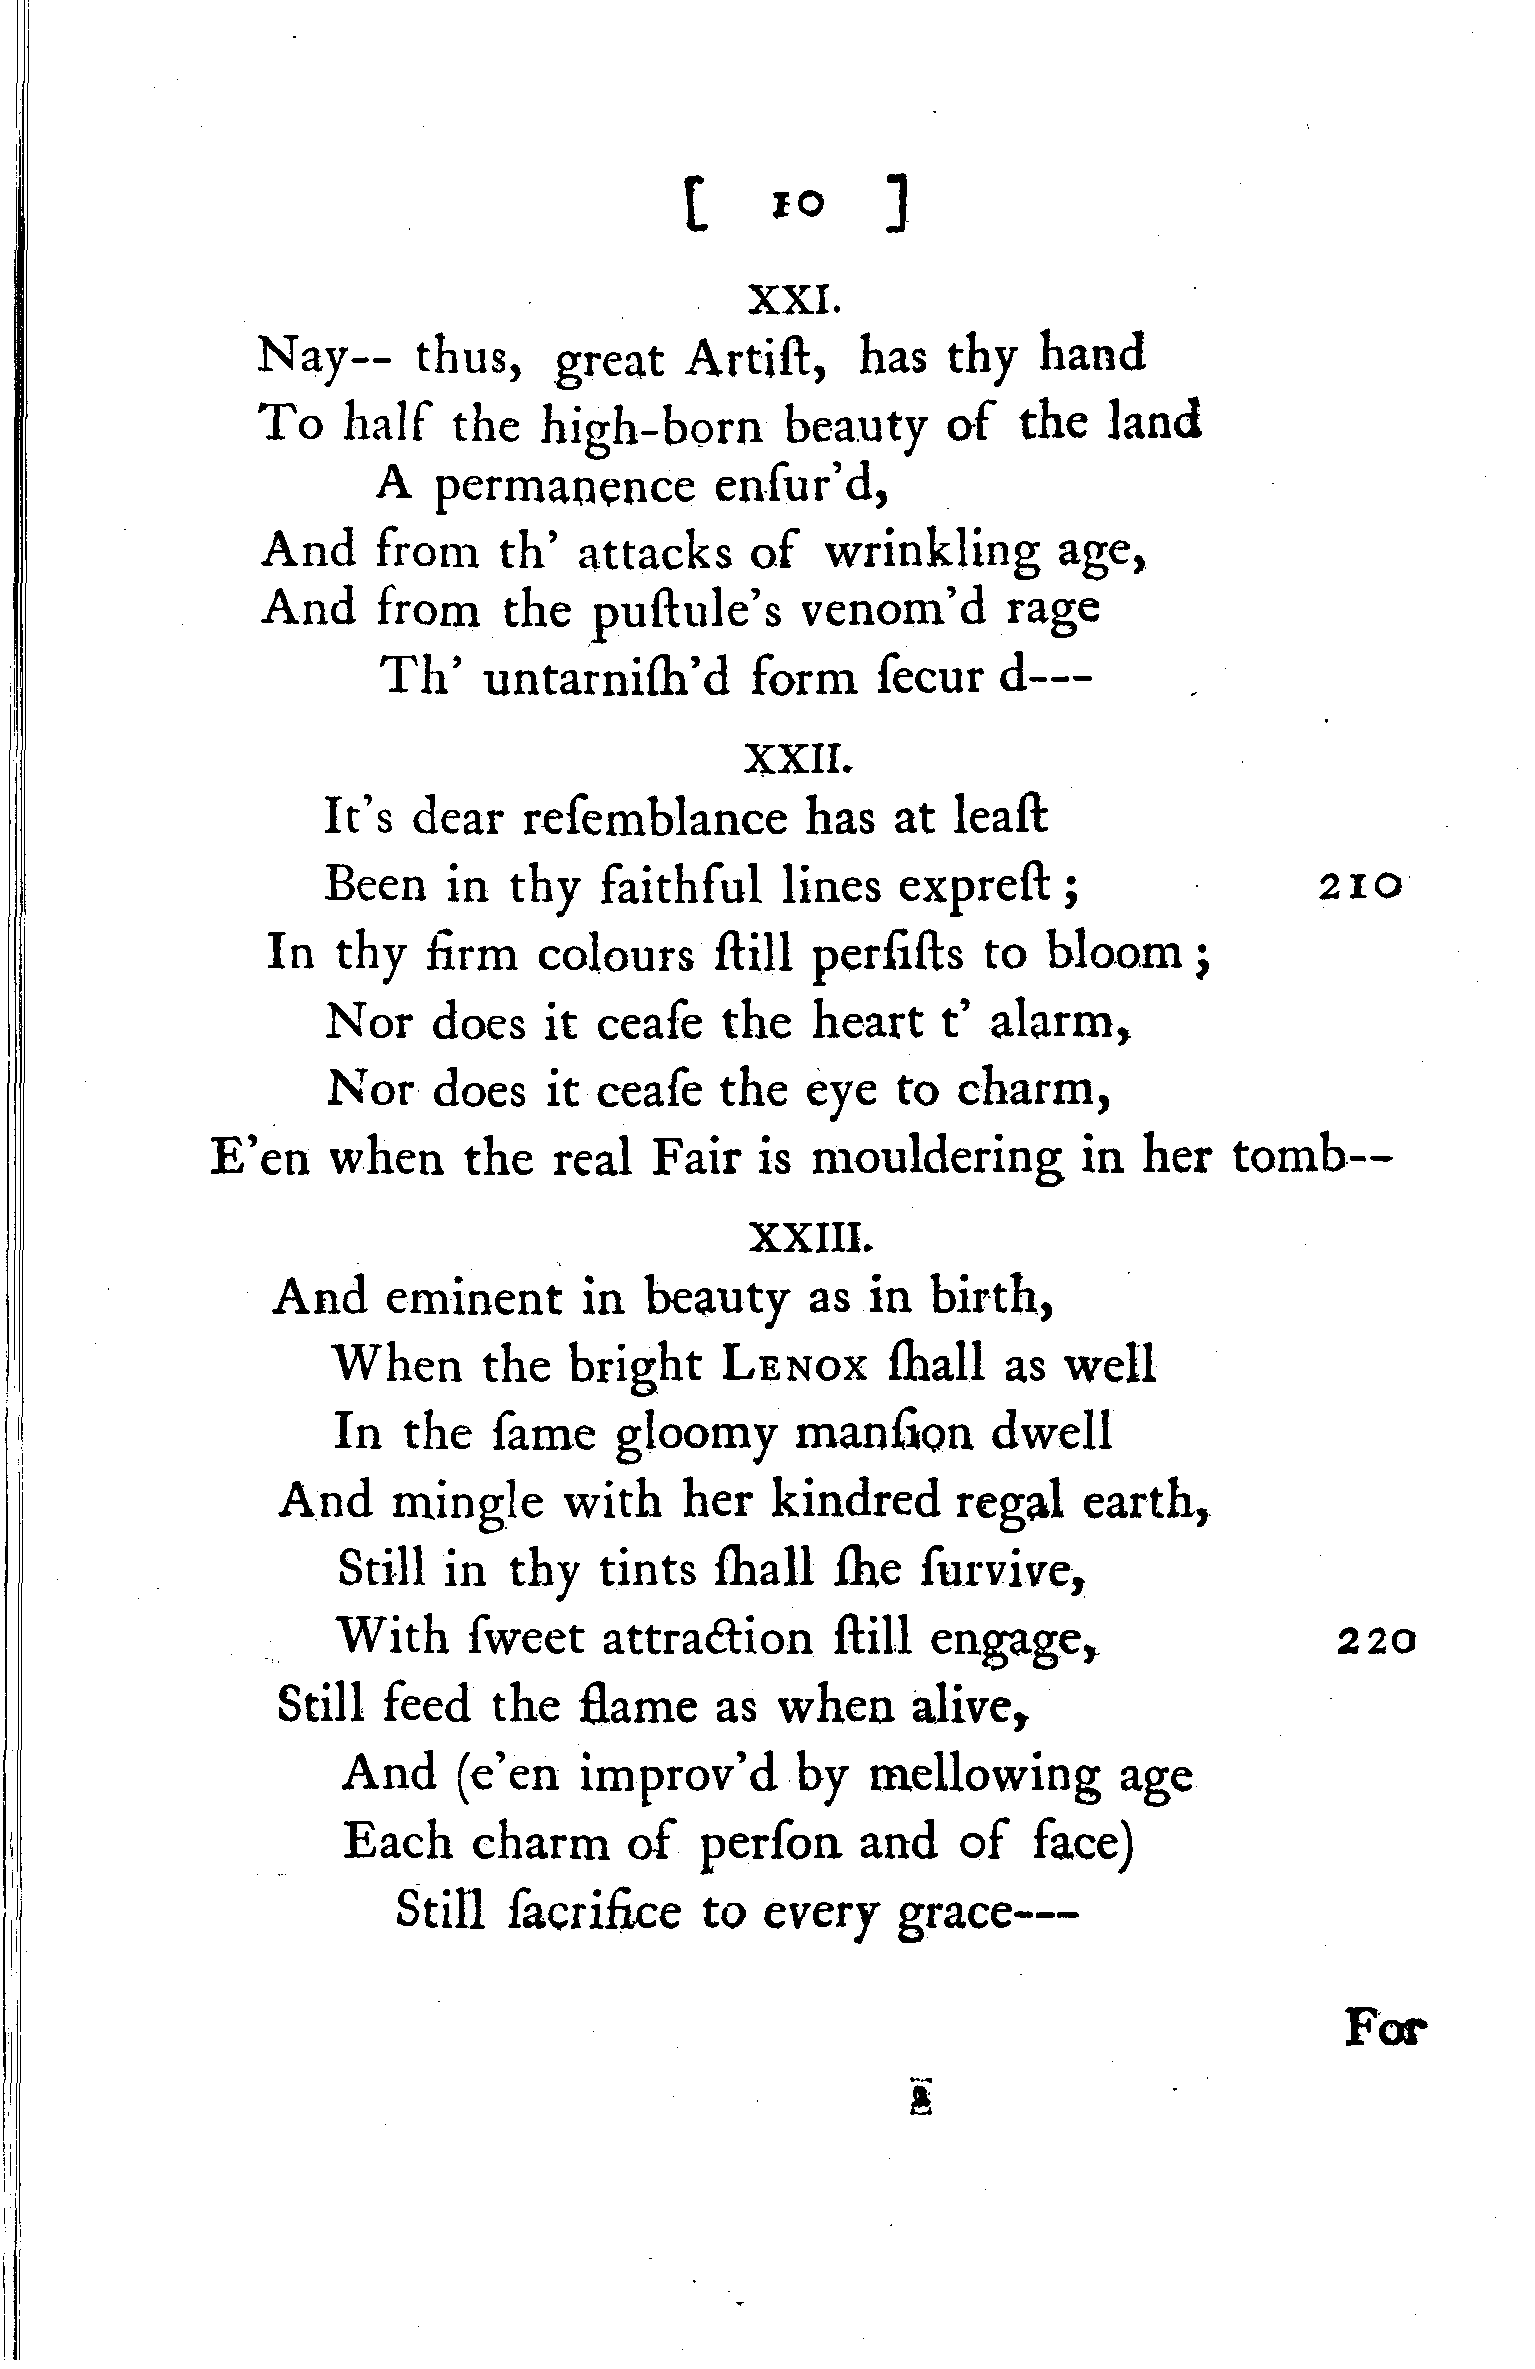 [ 10 ]
XXI.
Nay-- thus, great Artiſt, has thy hand
To half the high-born beauty of the land
A permanence enſur'd,
And from th' attacks of wrinkling age,
And from the puſtule's venom'd rage
Th' untarniſh'd form ſecur d---
XXII.
It's dear reſemblance has at leaſt
Been in thy faithful lines expreſt; 210
In thy firm colours ſtill perſiſts to bloom;
Nor does it ceaſe the heart t' alarm,
Nor does it ceaſe the eye to charm,
E'en when the real Fair is mouldering in her tomb--
XXIII.
And eminent in beauty as in birth,
When the bright LENOX ſhall as well
In the ſame gloomy manſion dwell
And mingle with her kindred regal earth,
Still in thy tints ſhall ſhe ſurvive,
With ſweet attraction ſtill engage, 220
Still feed the flame as when alive,
And (e'en improv'd by mellowing age
Each charm of perſon and of face)
Still ſacrifice to every grace---
For